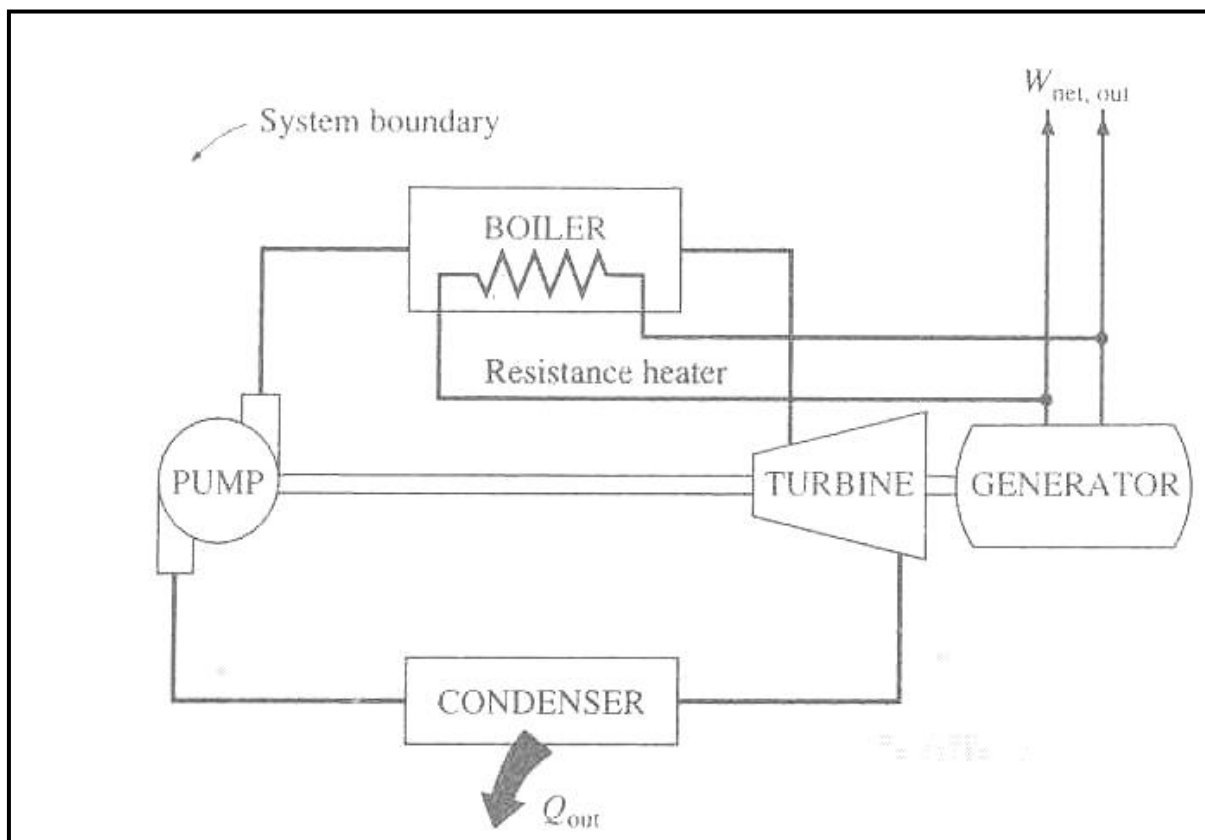 W net, out
System boundary
BOILER
Resistance heater
PUMP
TURBINE
GENERATOR
CONDENSER
Q out